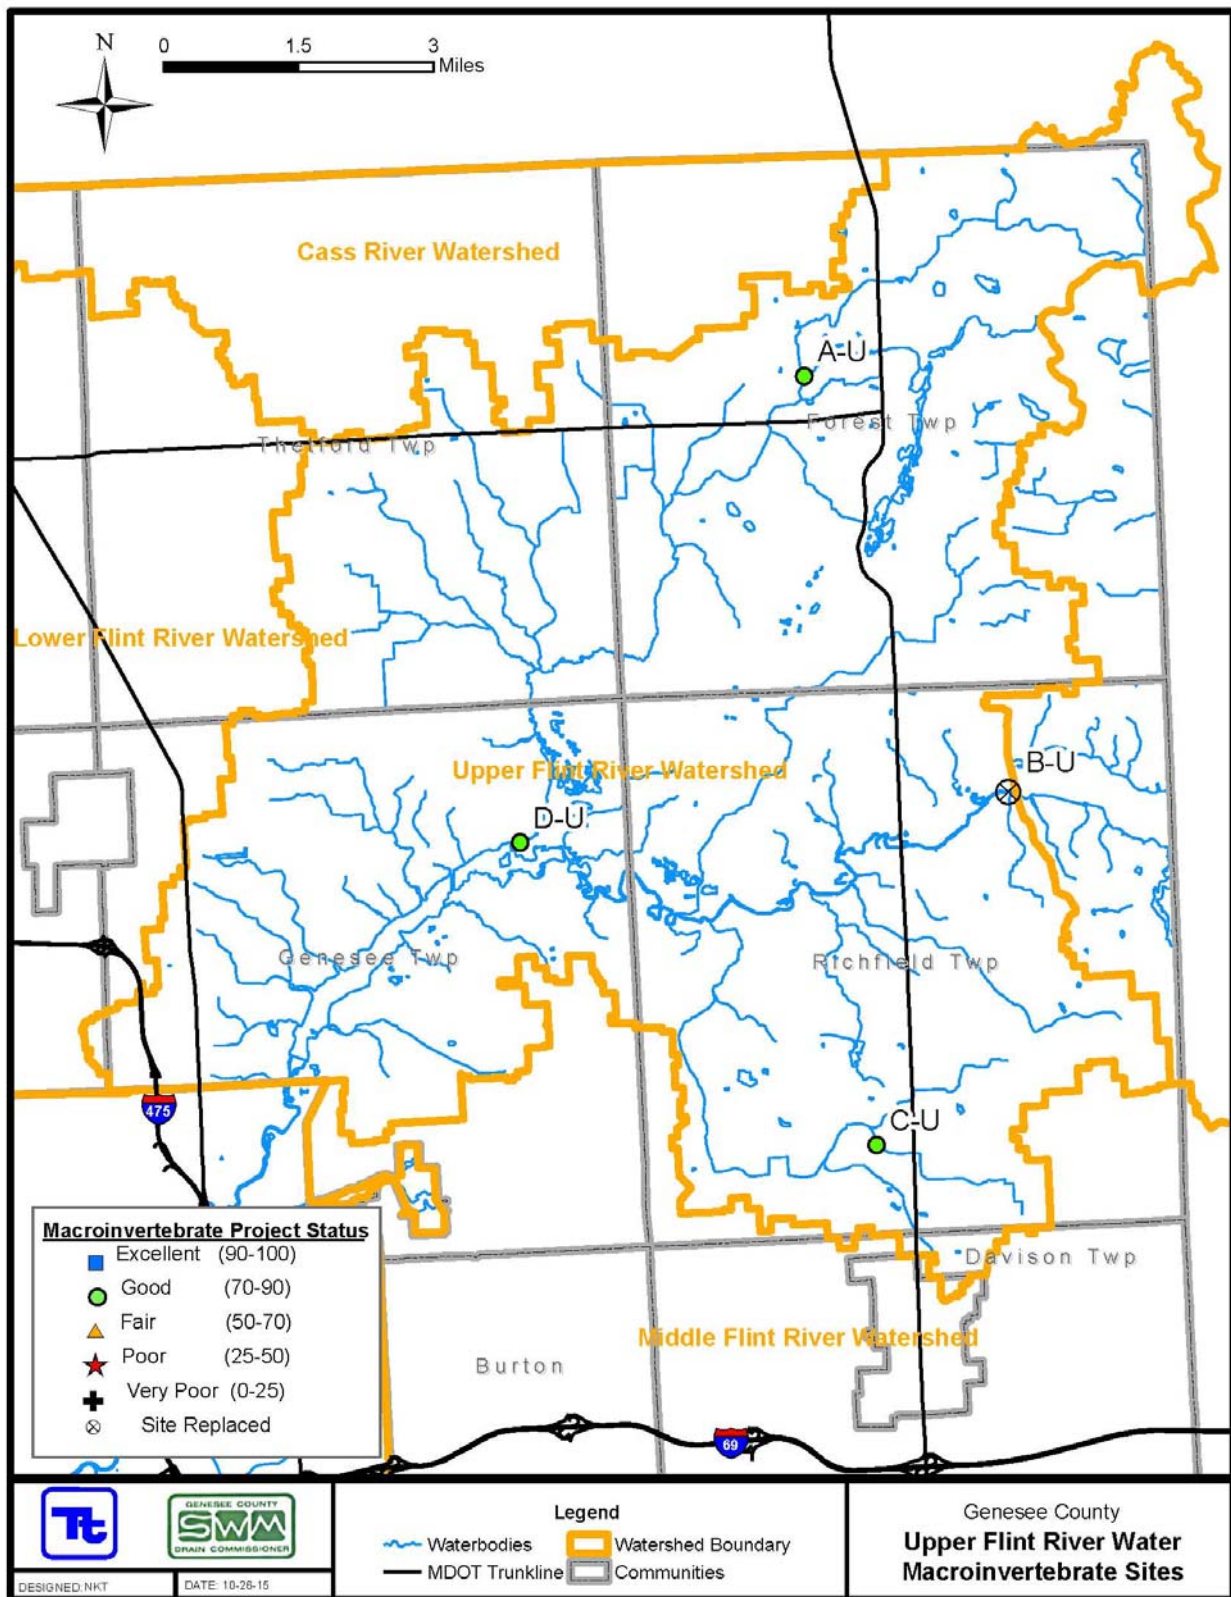 N
0 1.5 3
Miles
Cass River Watershed
A-U
Forest Twp
Thetford Twp
Lower Flint River Watershed
Upper Flint River Watershed
B-U
D-U
Genesee Twp
Richfield Twp
475
C-U
Macroinvertebrate Project Status
Excellent (90-100)
Good (70-90)
Fair (50-70)
Poor (25-50)
Very Poor (0-25)
Site Replaced
Davison Twp
Middle Flint River Watershed
Burton
69
Tt
GENESEE COUNTY
SWM
DRAIN COMMISSIONER
DESIGNED: NKT
DATE: 10-26-15
Legend
Waterbodies
Watershed Boundary
MDOT Trunkline
Communities
Genesee County
Upper Flint River Water
Macroinvertebrate Sites